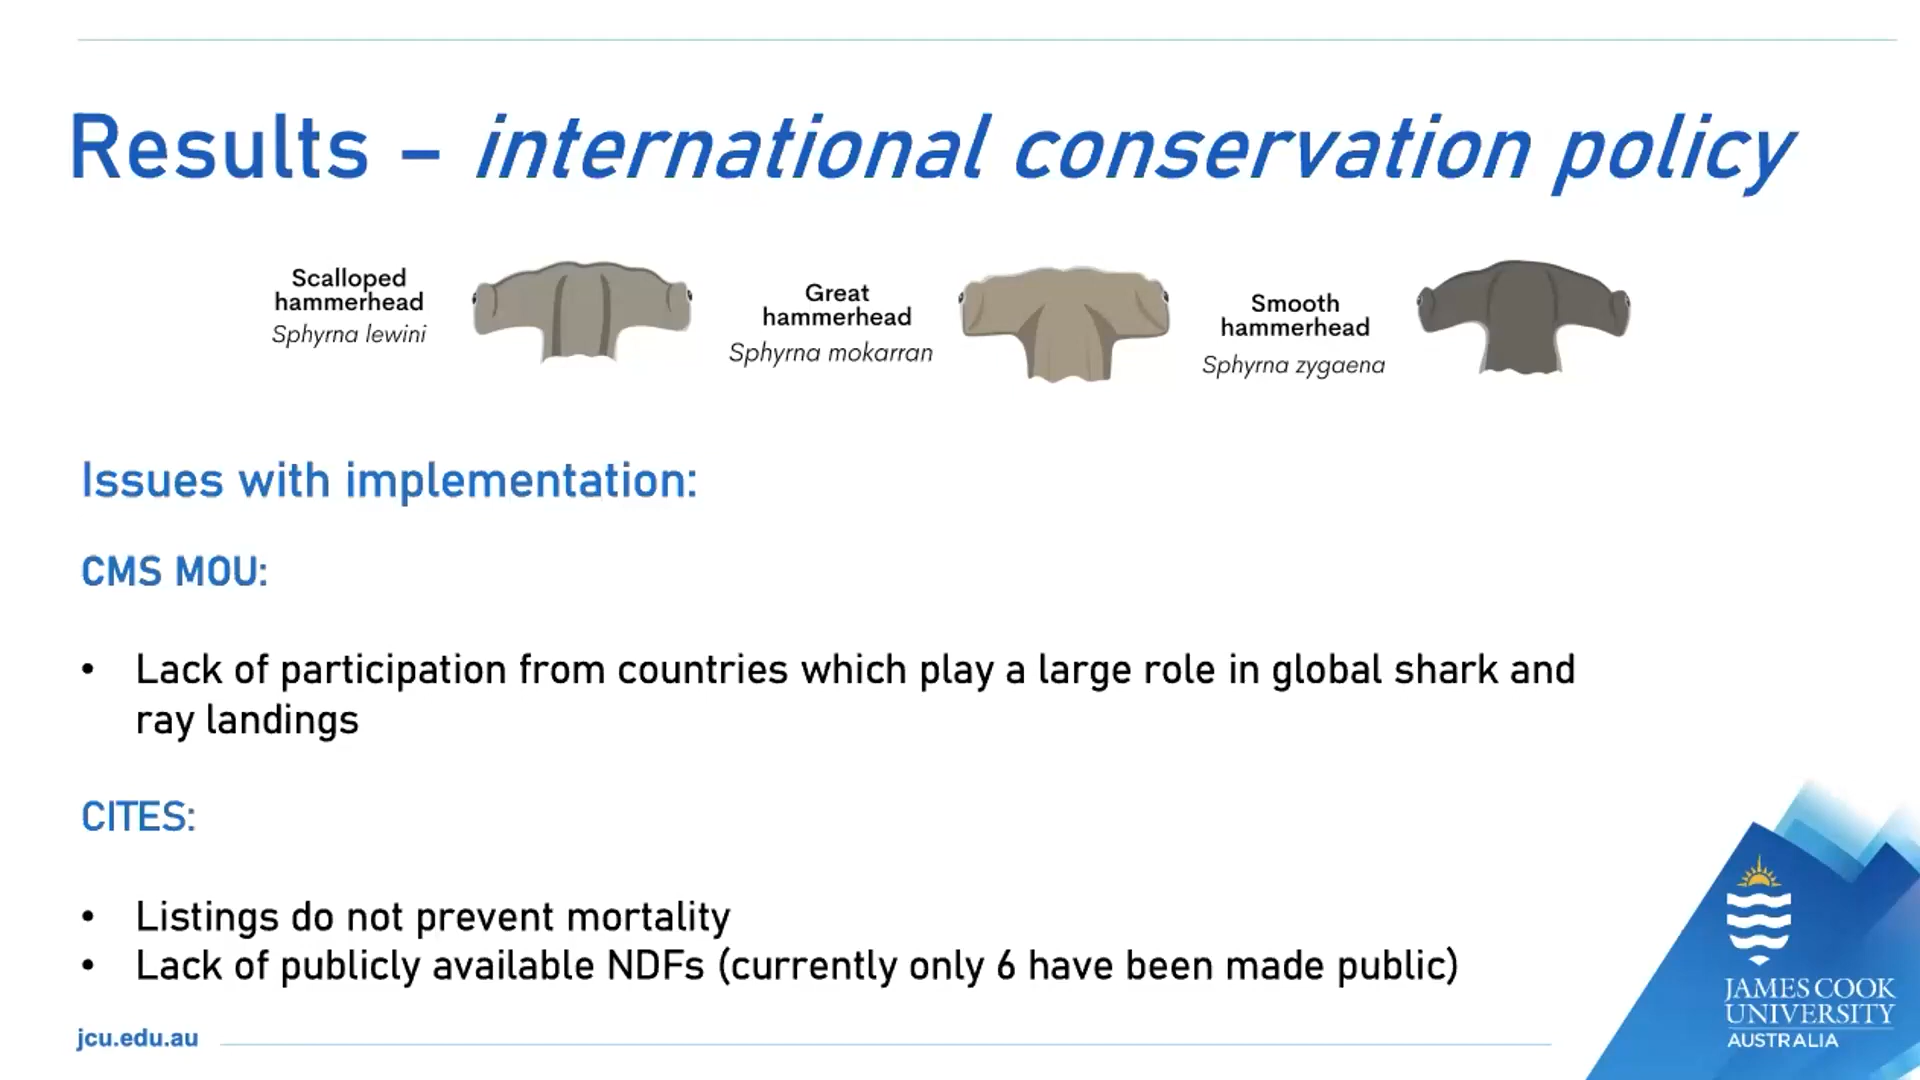 Results – international conservation policy
Scalloped
hammerhead
Sphyrna lewini
Great
hammerhead
Sphyrna mokarran
Smooth
hammerhead
Sphyrna zygaena
Issues with implementation:
CMS MOU:
• Lack of participation from countries which play a large role in global shark and
ray landings
CITES:
• Listings do not prevent mortality
• Lack of publicly available NDFs (currently only 6 have been made public)
jcu.edu.au
JAMES COOK
UNIVERSITY
AUSTRALIA